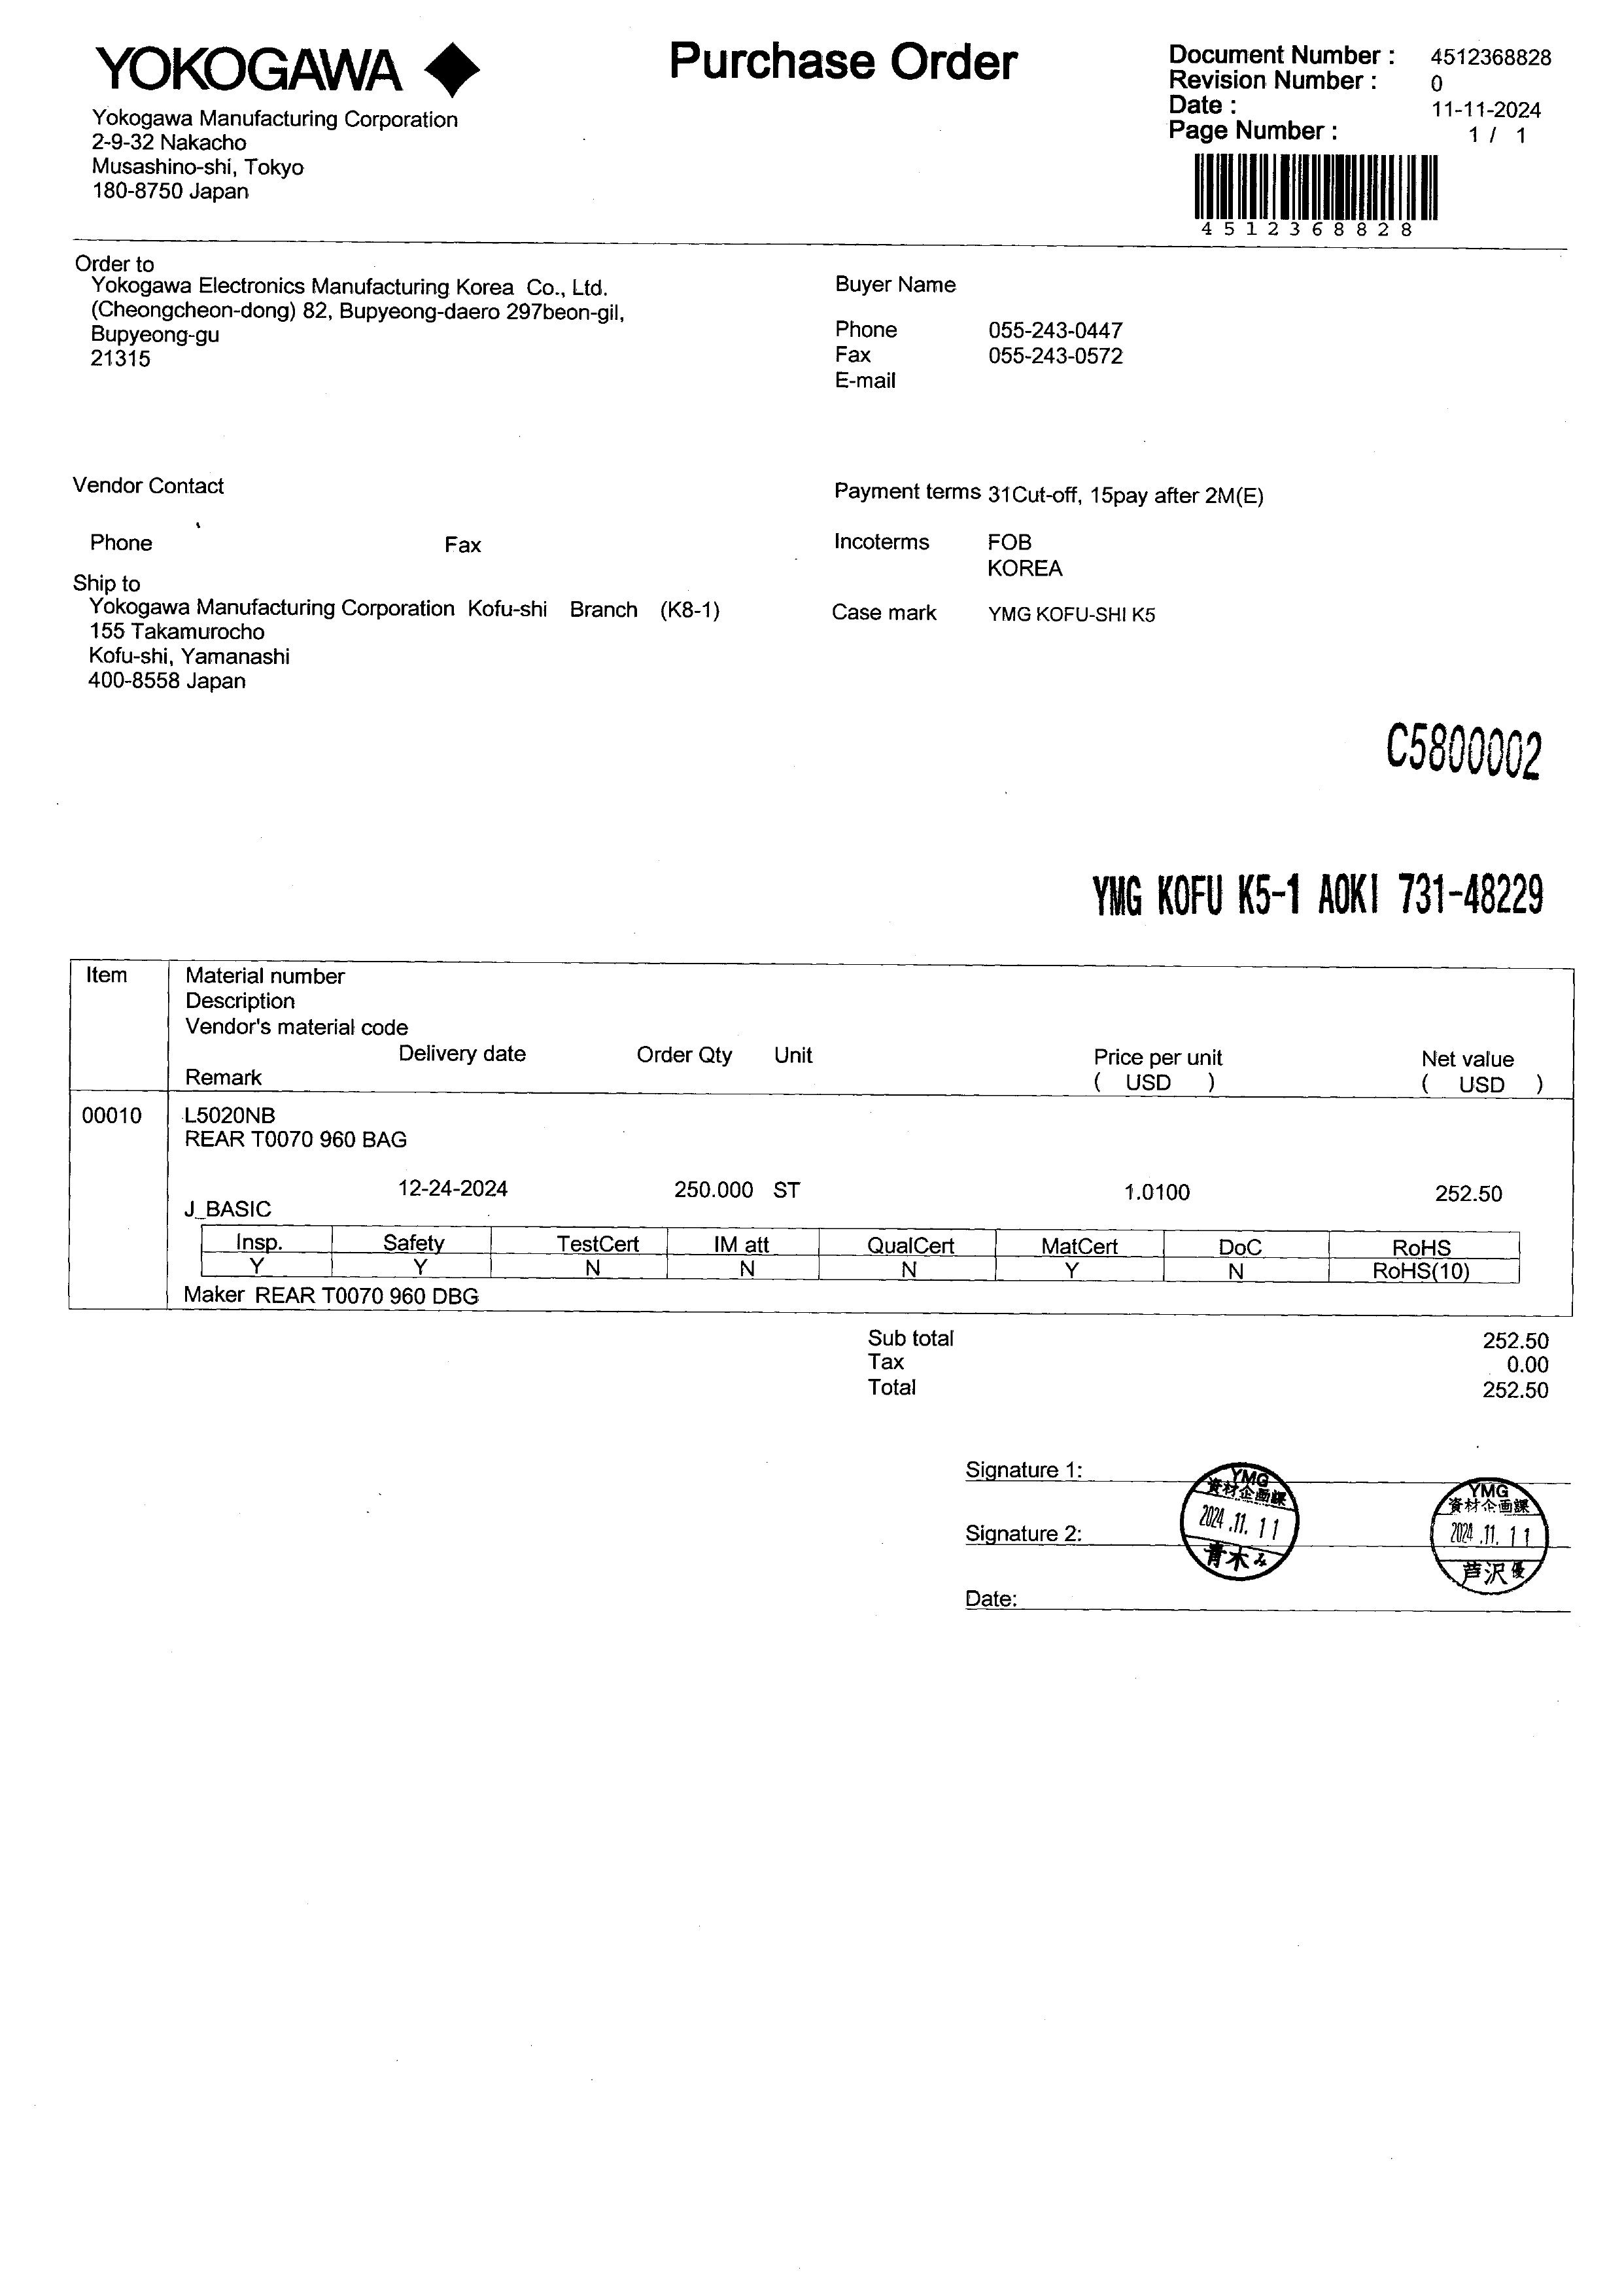 YOKOGAWA
Purchase Order
Document Number : 4512368828
Revision Number : 0
Date : 11-11-2024
Page Number : 1 / 1
4512368828
Yokogawa Manufacturing Corporation
2-9-32 Nakacho
Musashino-shi, Tokyo
180-8750 Japan
Order to
Yokogawa Electronics Manufacturing Korea Co., Ltd.
(Cheongcheon-dong) 82, Bupyeong-daero 297beon-gil,
Bupyeong-gu
21315
Buyer Name
Phone 055-243-0447
Fax 055-243-0572
E-mail
Vendor Contact
Phone Fax
Payment terms 31Cut-off, 15pay after 2M(E)
Incoterms FOB
KOREA
Ship to
Yokogawa Manufacturing Corporation Kofu-shi Branch (K8-1)
155 Takamurocho
Kofu-shi, Yamanashi
400-8558 Japan
Case mark YMG KOFU-SHI K5
C5800002
YMG KOFU K5-1 AOKI 731-48229
Item Material number
Description
Vendor's material code
Delivery date Order Qty Unit Price per unit Net value
Remark ( USD ) ( USD )
00010 L5020NB
REAR T0070 960 BAG
12-24-2024 250.000 ST 1.0100 252.50
J_BASIC
Insp. Safety TestCert IM att QualCert MatCert DoC RoHS
Y Y N N N Y N RoHS(10)
Maker REAR T0070 960 DBG
Sub total 252.50
Tax 0.00
Total 252.50
Signature 1:
Signature 2:
Date:
YMG
資材企画課
2024.11.11
青木み
YMG
資材企画課
2024.11.11
芦沢優